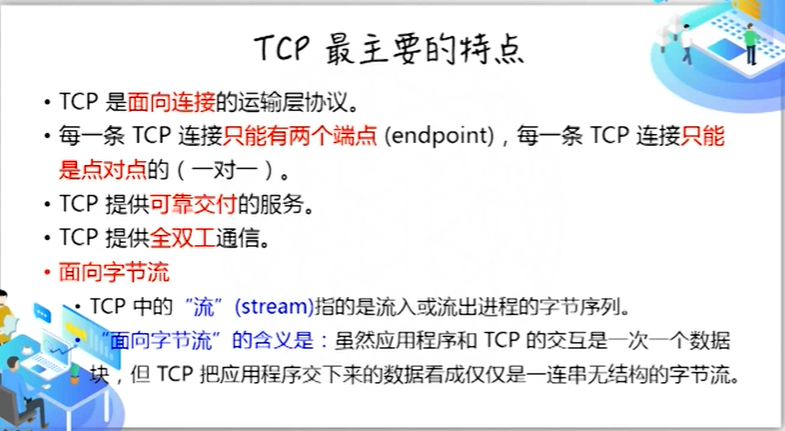 TCP 最主要的特点
• TCP 是面向连接的运输层协议。
• 每一条 TCP 连接只能有两个端点 (endpoint)，每一条 TCP 连接只能
是点对点的（一对一）。
• TCP 提供可靠交付的服务。
• TCP 提供全双工通信。
• 面向字节流
• TCP 中的“流”(stream)指的是流入或流出进程的字节序列。
• “面向字节流”的含义是：虽然应用程序和 TCP 的交互是一次一个数据
块，但 TCP 把应用程序交下来的数据看成仅仅是一连串无结构的字节流。